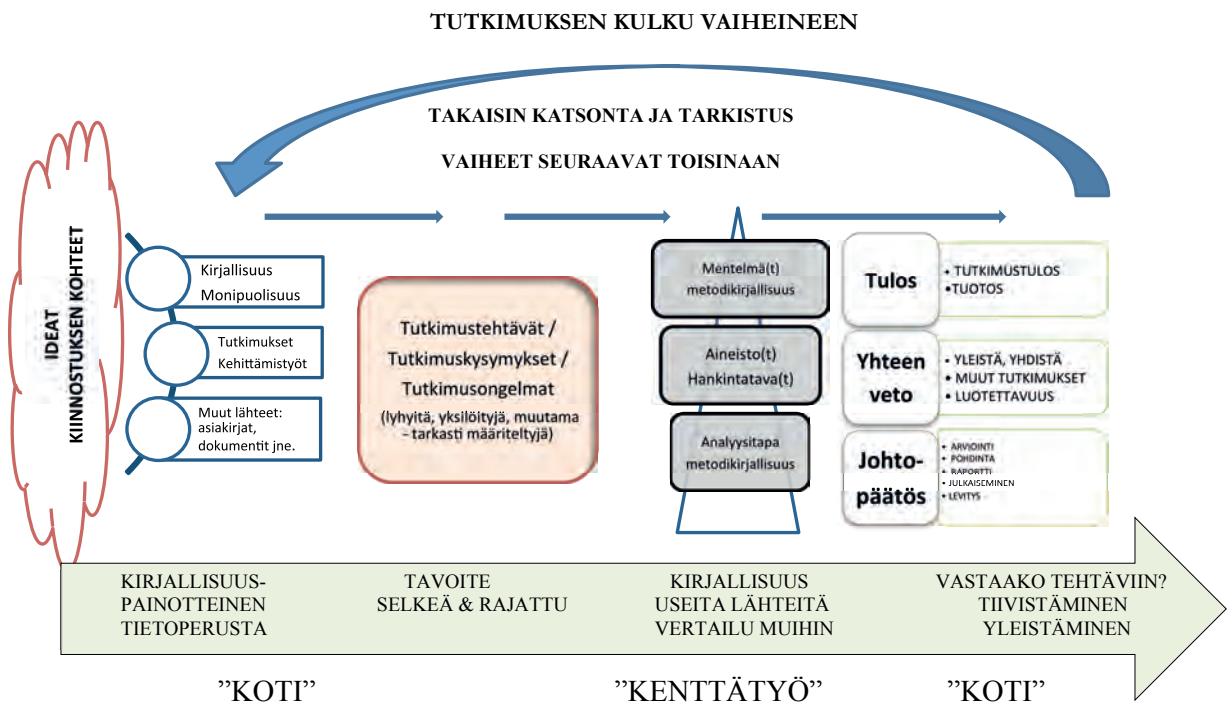 TUTKIMUKSEN KULKU VAIHEINEEN
TAKAISIN KATSONTA JA TARKISTUS
VAIHEET SEURAAVAT TOISINAAN
IDEAT
KIINNOSTUKSEN KOHTEET
Kirjallisuus
Monipuolisuus
Tutkimukset
Kehittämistyöt
Muut lähteet:
asiakirjat,
dokumentit jne.
Tutkimustehtävät /
Tutkimuskysymykset /
Tutkimusongelmat
(lyhyitä, yksilöityjä, muutama
- tarkasti määriteltyjä)
Mentelmä(t)
metodikirjallisuus
Aineisto(t)
Hankintatava(t)
Analyysitapa
metodikirjallisuus
Tulos
• TUTKIMUSTULOS
• TUOTOS
Yhteen
veto
• YLEISTÄ, YHDISTÄ
• MUUT TUTKIMUKSET
• LUOTETTAVUUS
Johto-
päätös
• ARVIOINTI
• POHDINTA
• RAPORTTI
• JULKAISEMINEN
• LEVITYS
KIRJALLISUUS-
PAINOTTEINEN
TIETOPERUSTA
TAVOITE
SELKEÄ & RAJATTU
KIRJALLISUUS
USEITA LÄHTEITÄ
VERTAILU MUIHIN
VASTAAKO TEHTÄVIIN?
TIIVISTÄMINEN
YLEISTÄMINEN
”KOTI”
”KENTTÄTYÖ”
”KOTI”